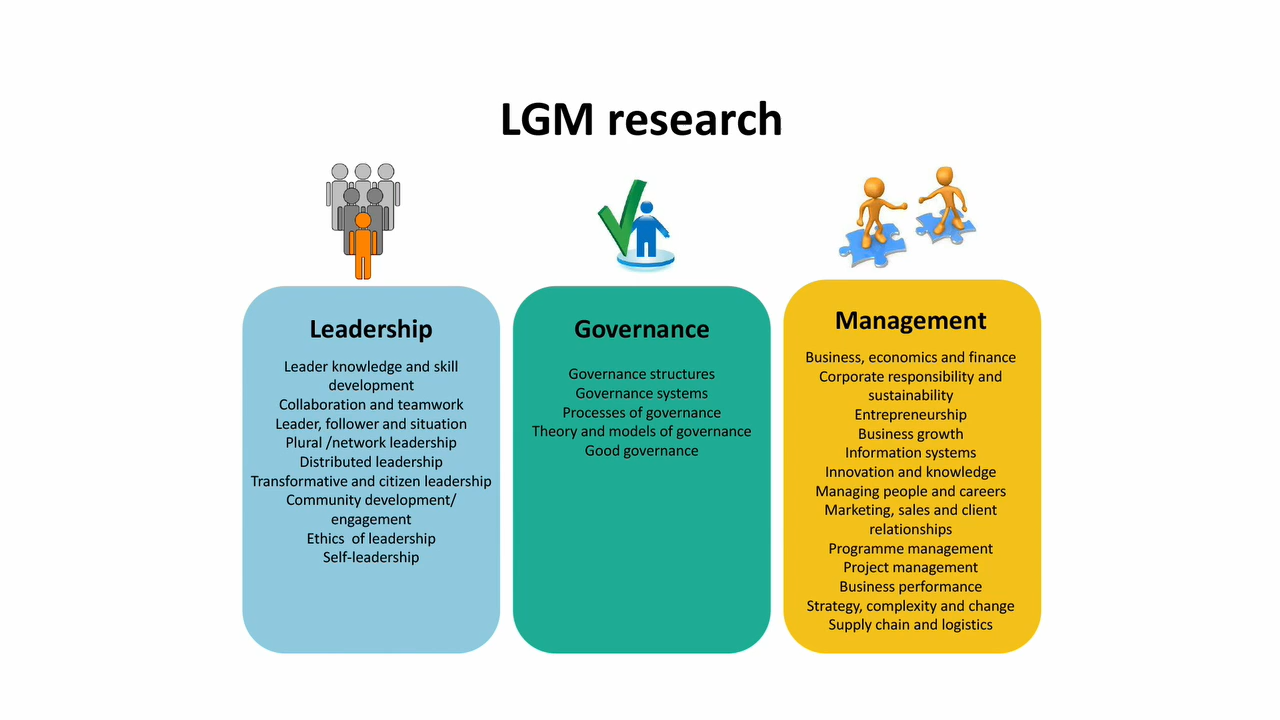 LGM research
Leadership
Leader knowledge and skill
development
Collaboration and teamwork
Leader, follower and situation
Plural /network leadership
Distributed leadership
Transformative and citizen leadership
Community development/
engagement
Ethics  of leadership
Self-leadership
Governance
Governance structures
Governance systems
Processes of governance
Theory and models of governance
Good governance
Management
Business, economics and finance
Corporate responsibility and
sustainability
Entrepreneurship
Business growth
Information systems
Innovation and knowledge
Managing people and careers
Marketing, sales and client
relationships
Programme management
Project management
Business performance
Strategy, complexity and change
Supply chain and logistics